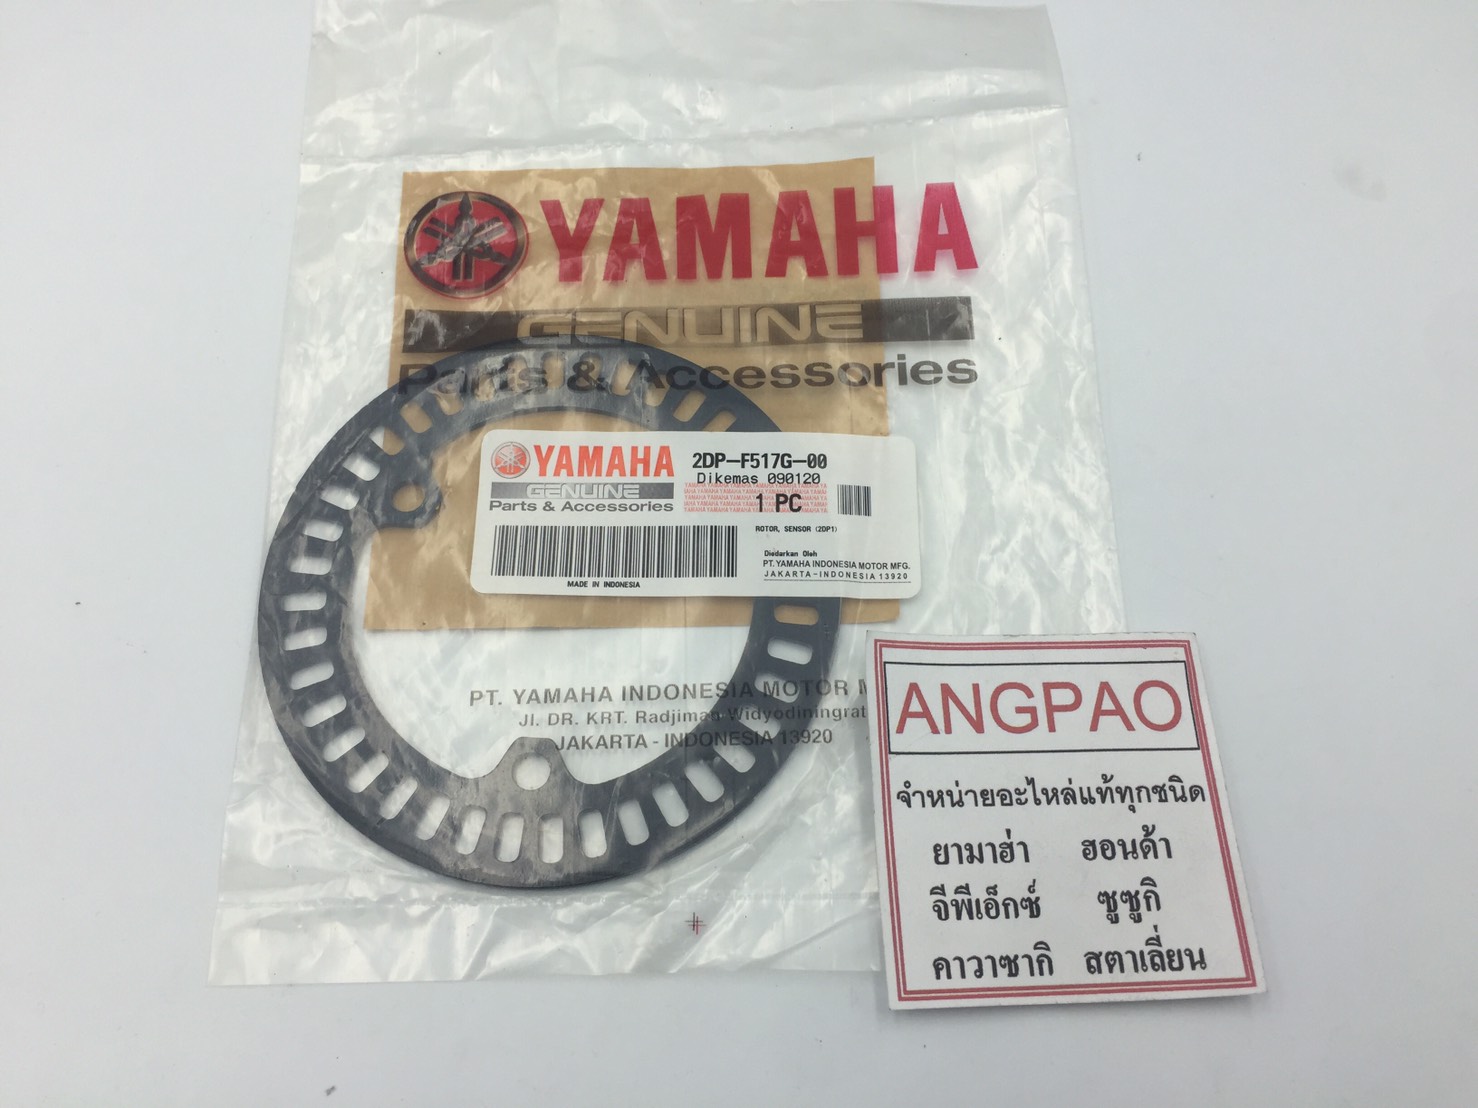 YAMAHA
GENUINE
Parts & Accessories
YAMAHA
GENUINE
Parts & Accessories
MADE IN INDONESIA
2DP-F517G-00
Dikemas 090120
1 PC
ROTOR, SENSOR (2DP1)
Diedarkan Oleh
PT. YAMAHA INDONESIA MOTOR MFG.
JAKARTA-INDONESIA 13920
PT. YAMAHA INDONESIA MOTOR M
Jl. DR. KRT. Radjiman Widyodiningrat
JAKARTA - INDONESIA 13920
ANGPAO
จำหน่ายอะไหล่แท้ทุกชนิด
ยามาฮ่า ฮอนด้า
จีพีเอ็กซ์ ซูซูกิ
คาวาซากิ สตาเลี่ยน